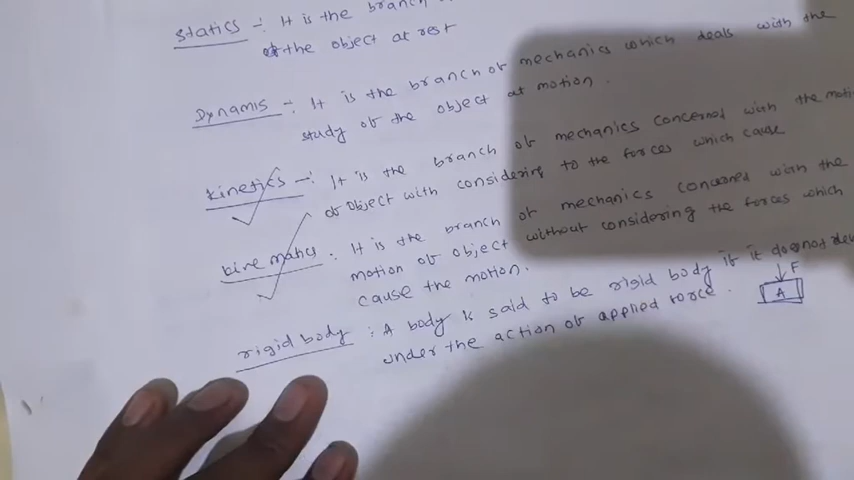 statics :- It is the branch
of the object at rest
Dynamis :- It is the branch of mechanics which deals with the
study of the object at motion.
kinetics -: It is the branch of mechanics concerned with the
of object with considering to the forces which cause
kinematics : It is the branch of mechanics concerned with the
motion of object without considering the forces which
cause the motion.
rigid body : A body is said to be rigid body if it doesnot
under the action of applied force.
F
A